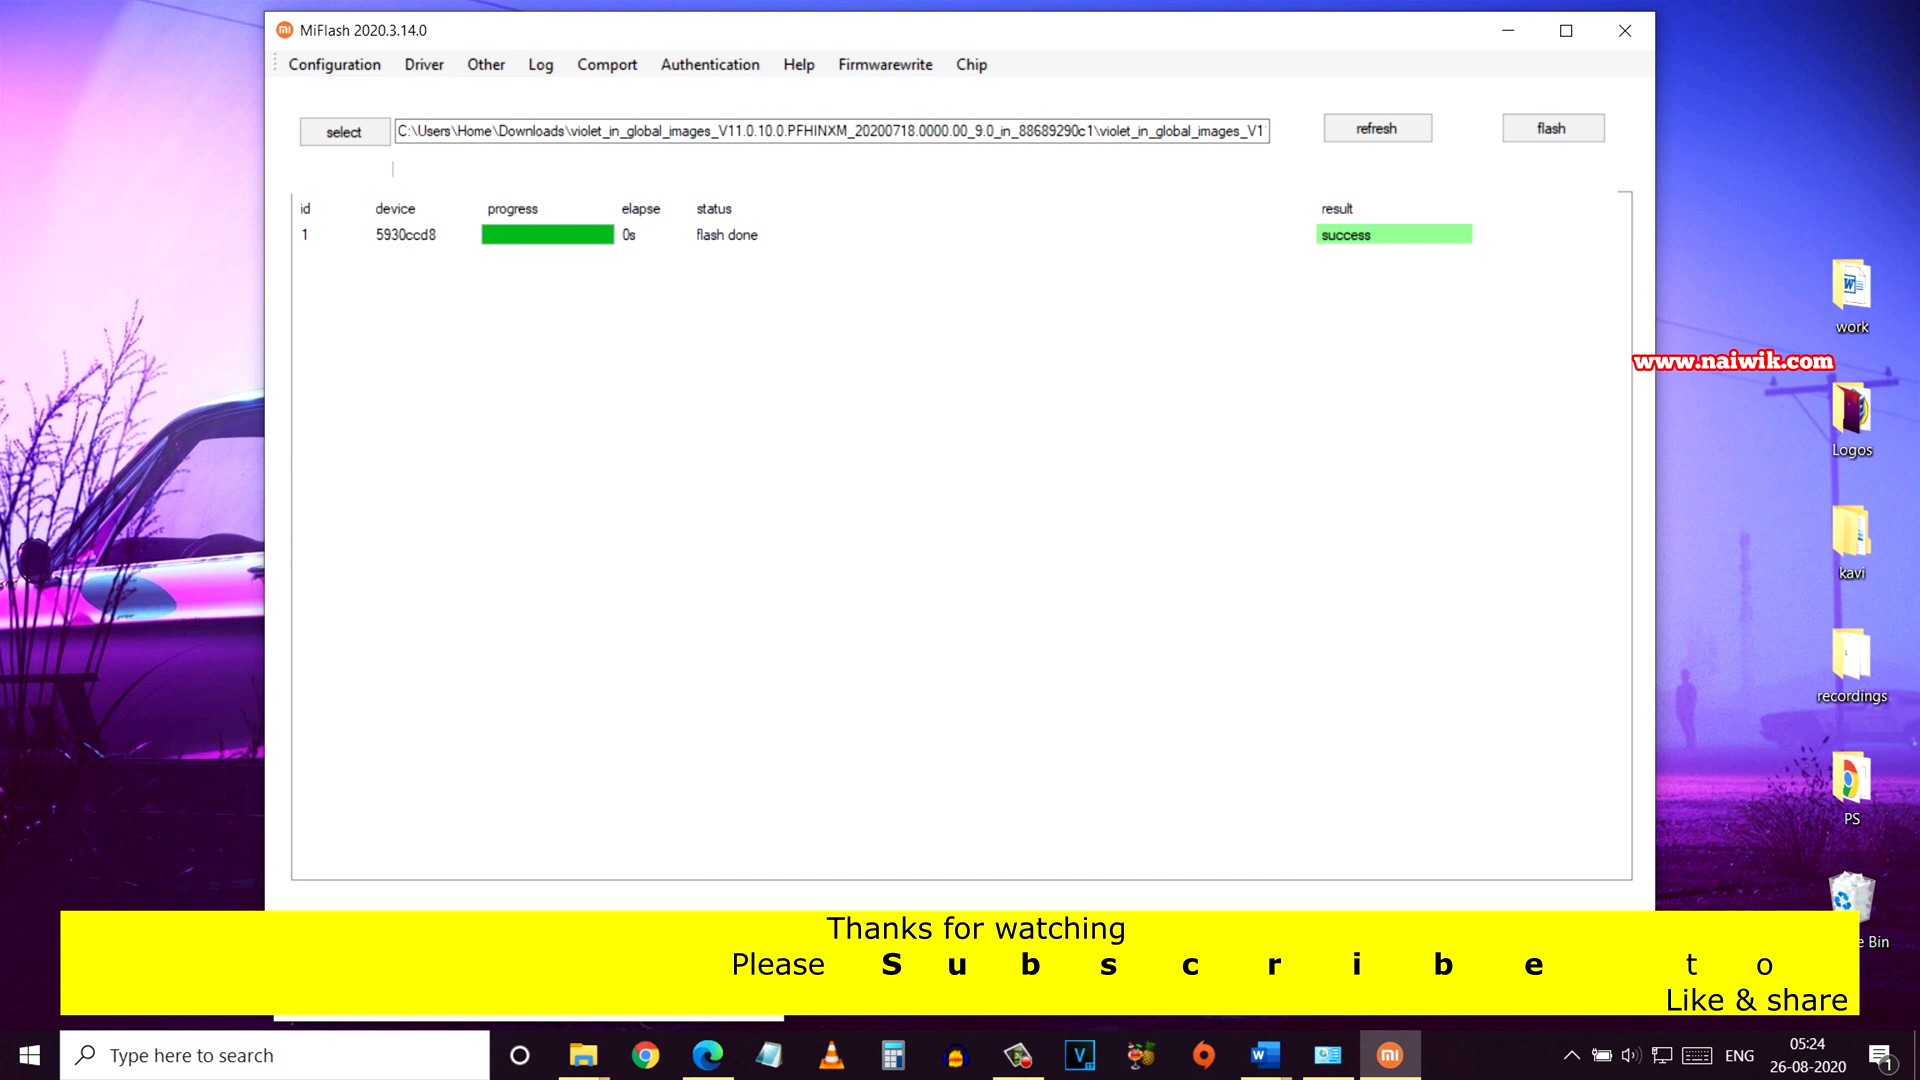 MiFlash 2020.3.14.0
Configuration Driver Other Log Comport Authentication Help Firmwarewrite Chip
select C:\Users\Home\Downloads\violet_in_global_images_V11.0.10.0.PFHINXM_20200718.0000.00_9.0_in_88689290c1\violet_in_global_images_V1 refresh flash
id device progress elapse status result
1 5930ccd8 0s flash done success
work
www.naiwik.com
Logos
kavi
recordings
PS
e Bin
Thanks for watching
Please Subscribe to
Like & share
Type here to search
ENG
05:24
26-08-2020
1